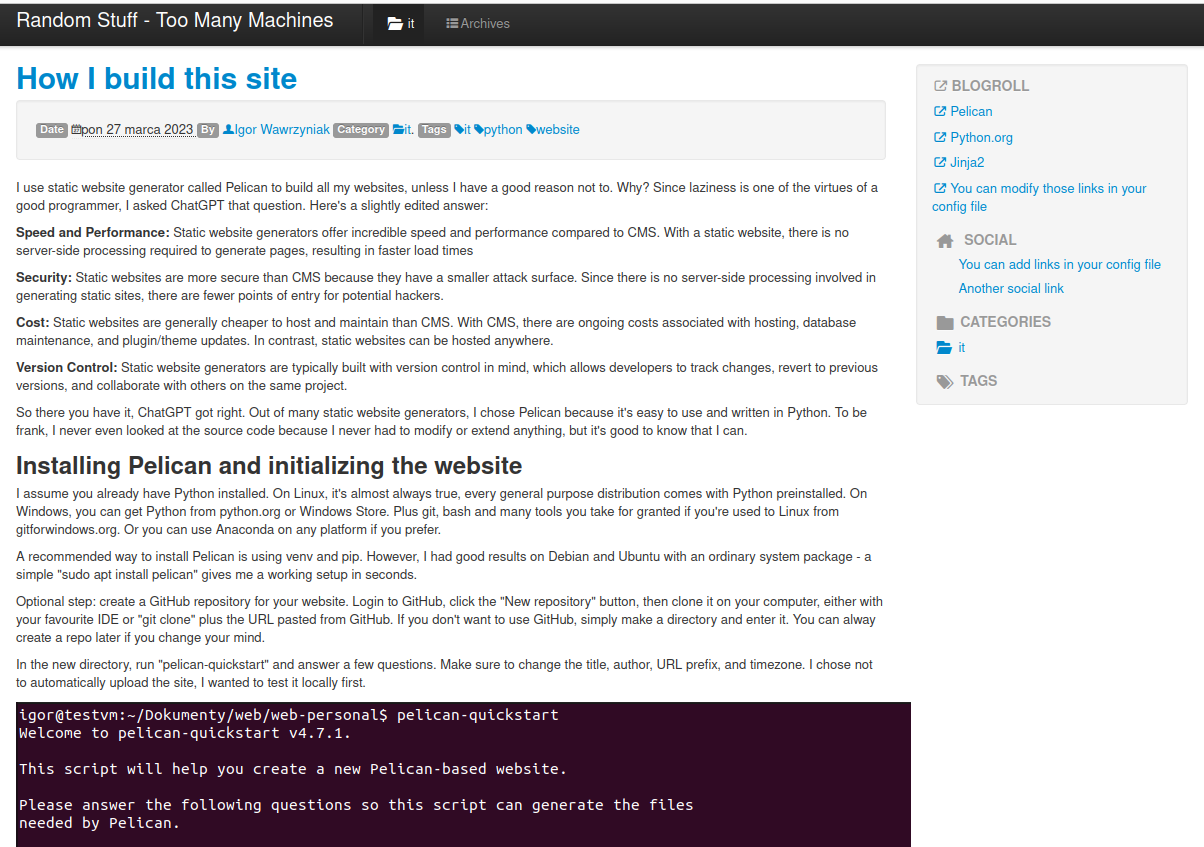 Random Stuff - Too Many Machines
it
Archives
How I build this site
Date pon 27 marca 2023 By Igor Wawrzyniak Category it. Tags it python website
I use static website generator called Pelican to build all my websites, unless I have a good reason not to. Why? Since laziness is one of the virtues of a
good programmer, I asked ChatGPT that question. Here's a slightly edited answer:
Speed and Performance: Static website generators offer incredible speed and performance compared to CMS. With a static website, there is no
server-side processing required to generate pages, resulting in faster load times
Security: Static websites are more secure than CMS because they have a smaller attack surface. Since there is no server-side processing involved in
generating static sites, there are fewer points of entry for potential hackers.
Cost: Static websites are generally cheaper to host and maintain than CMS. With CMS, there are ongoing costs associated with hosting, database
maintenance, and plugin/theme updates. In contrast, static websites can be hosted anywhere.
Version Control: Static website generators are typically built with version control in mind, which allows developers to track changes, revert to previous
versions, and collaborate with others on the same project.
So there you have it, ChatGPT got right. Out of many static website generators, I chose Pelican because it's easy to use and written in Python. To be
frank, I never even looked at the source code because I never had to modify or extend anything, but it's good to know that I can.
Installing Pelican and initializing the website
I assume you already have Python installed. On Linux, it's almost always true, every general purpose distribution comes with Python preinstalled. On
Windows, you can get Python from python.org or Windows Store. Plus git, bash and many tools you take for granted if you're used to Linux from
gitforwindows.org. Or you can use Anaconda on any platform if you prefer.
A recommended way to install Pelican is using venv and pip. However, I had good results on Debian and Ubuntu with an ordinary system package - a
simple "sudo apt install pelican" gives me a working setup in seconds.
Optional step: create a GitHub repository for your website. Login to GitHub, click the "New repository" button, then clone it on your computer, either with
your favourite IDE or "git clone" plus the URL pasted from GitHub. If you don't want to use GitHub, simply make a directory and enter it. You can alway
create a repo later if you change your mind.
In the new directory, run "pelican-quickstart" and answer a few questions. Make sure to change the title, author, URL prefix, and timezone. I chose not
to automatically upload the site, I wanted to test it locally first.
igor@testvm:~/Dokumenty/web/web-personal$ pelican-quickstart
Welcome to pelican-quickstart v4.7.1.
This script will help you create a new Pelican-based website.
Please answer the following questions so this script can generate the files
needed by Pelican.
BLOGROLL
Pelican
Python.org
Jinja2
You can modify those links in your
config file
SOCIAL
You can add links in your config file
Another social link
CATEGORIES
it
TAGS